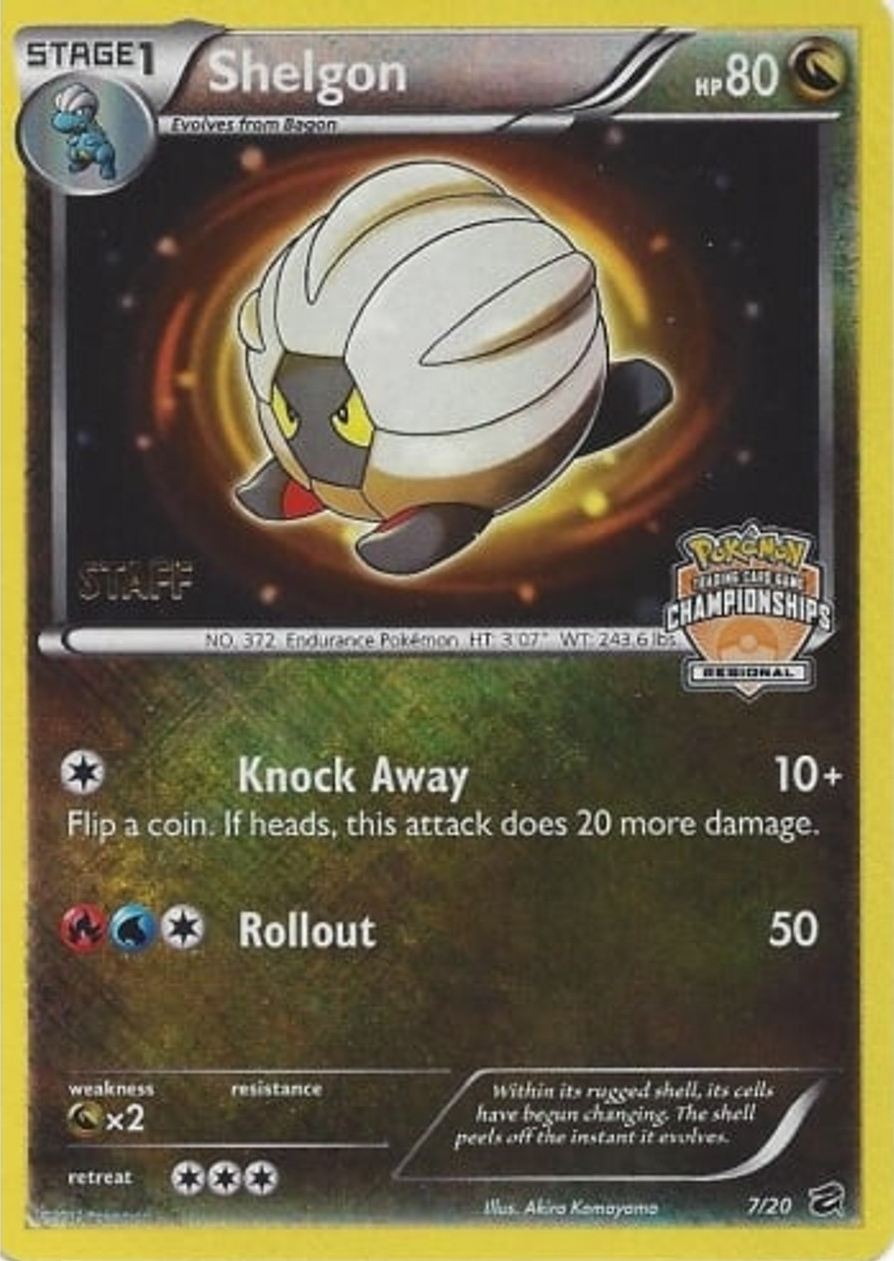 STAGE1
Shelgon
HP80
Evolves from Bagon
STAFF
POKéMON
TRADING CARD GAME
CHAMPIONSHIPS
REGIONAL
NO. 372 Endurance Pokémon HT: 3'07" WT: 243.6 lbs.
Knock Away 10+
Flip a coin. If heads, this attack does 20 more damage.
Rollout 50
weakness resistance
×2
Within its rugged shell, its cells
have begun changing. The shell
peels off the instant it evolves.
retreat
Illus. Akira Komayama 7/20